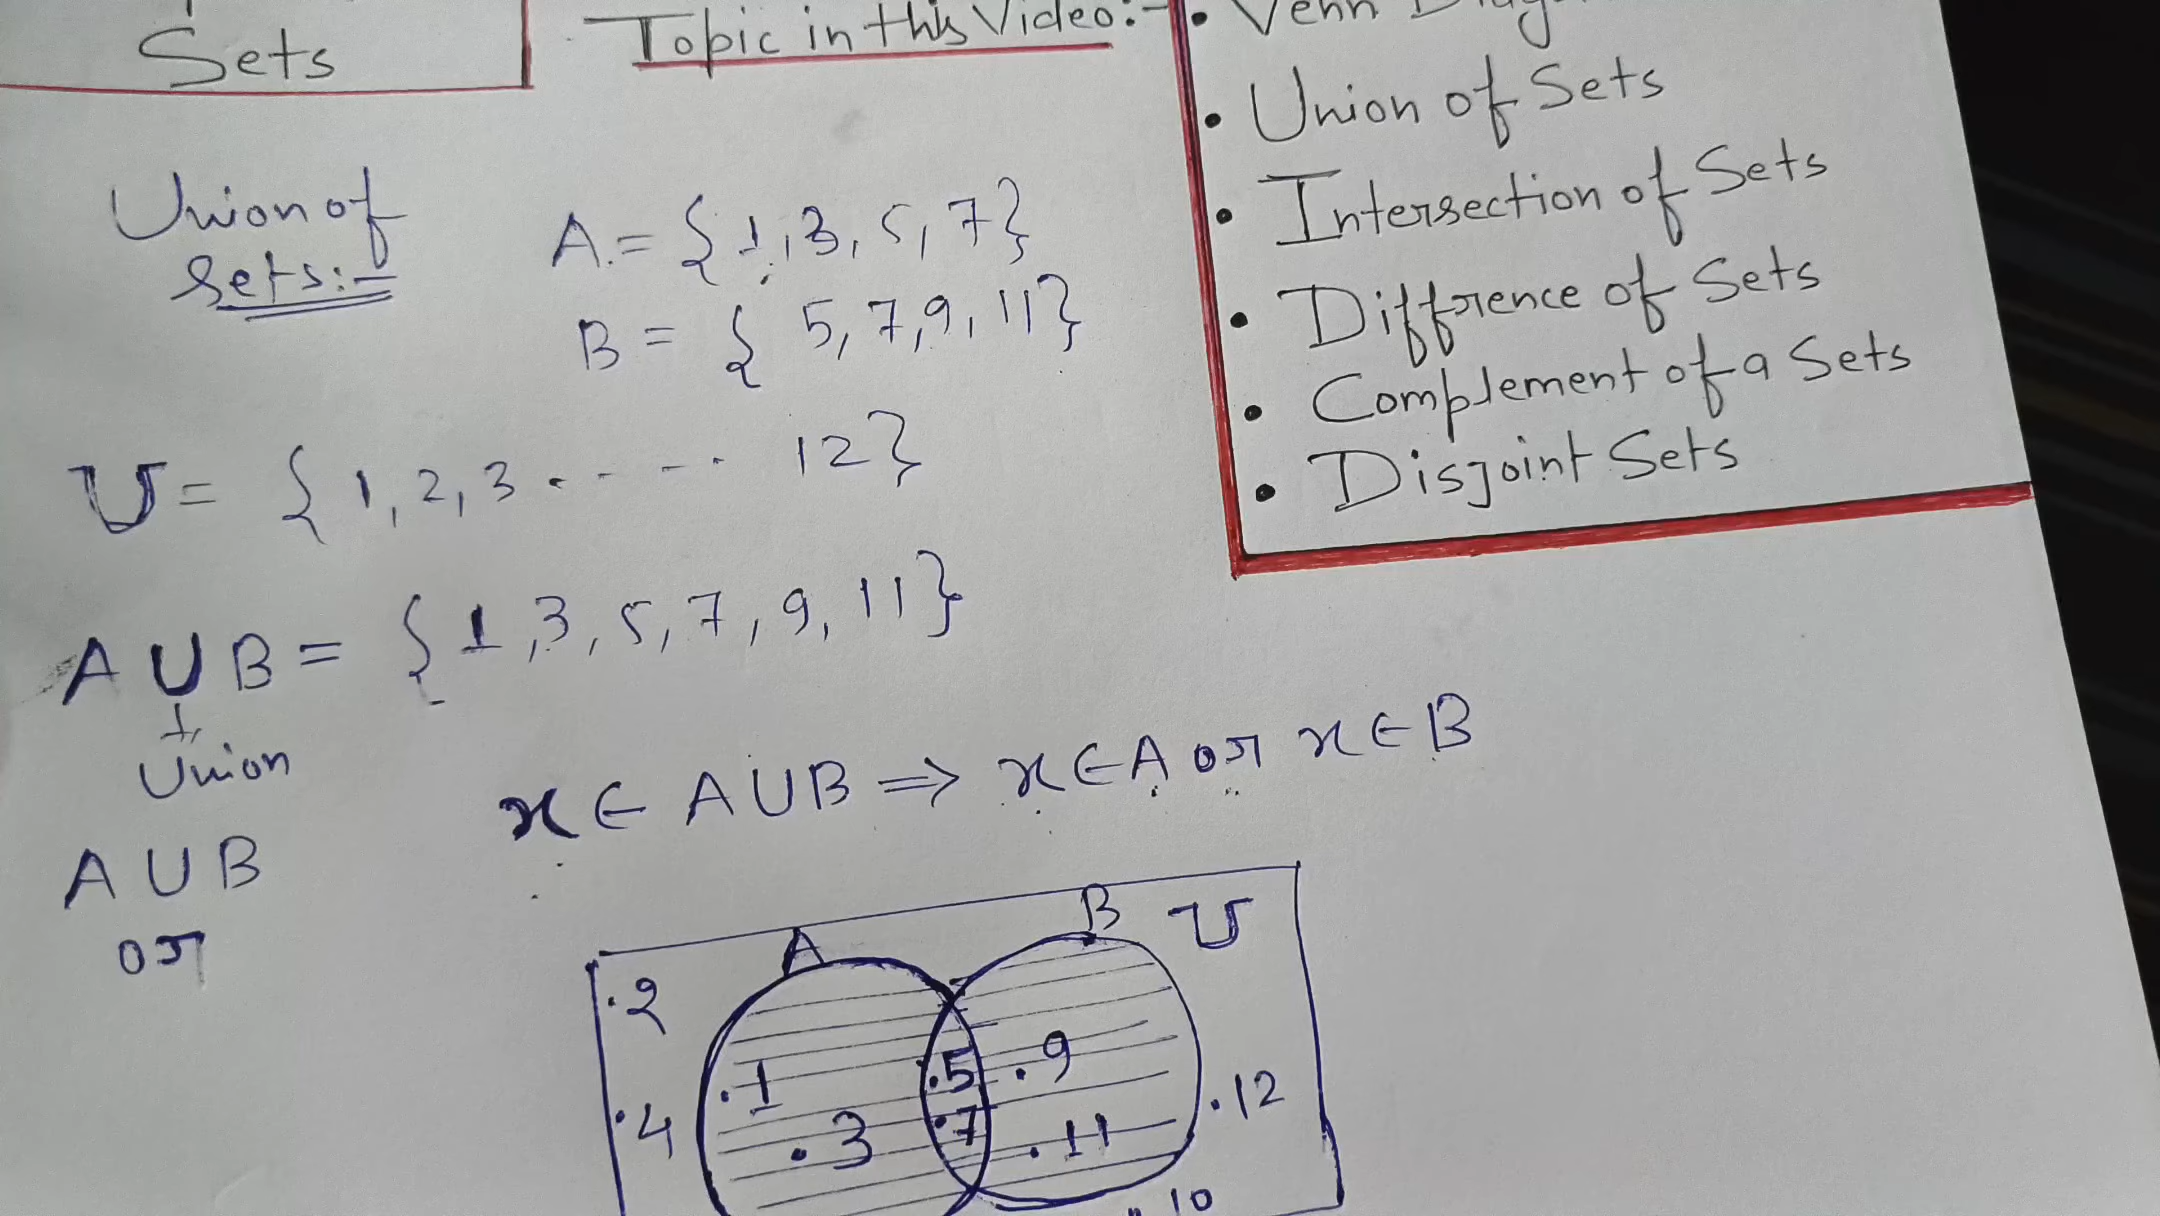 Sets
Topic in this Video:-
• Venn
• Union of Sets
• Intersection of Sets
• Diffrence of Sets
• Complement of a Sets
• Disjoint Sets
Union of
Sets:-
A = {1, 3, 5, 7}
B = { 5, 7, 9, 11}
U = {1, 2, 3 ..... 12}
A U B = {1, 3, 5, 7, 9, 11}
Union
x ∈ A U B ⇒ x ∈ A or x ∈ B
A U B
or
A
B
U
.2
.1
.5
.9
.4
.3
.7
.11
.12
10